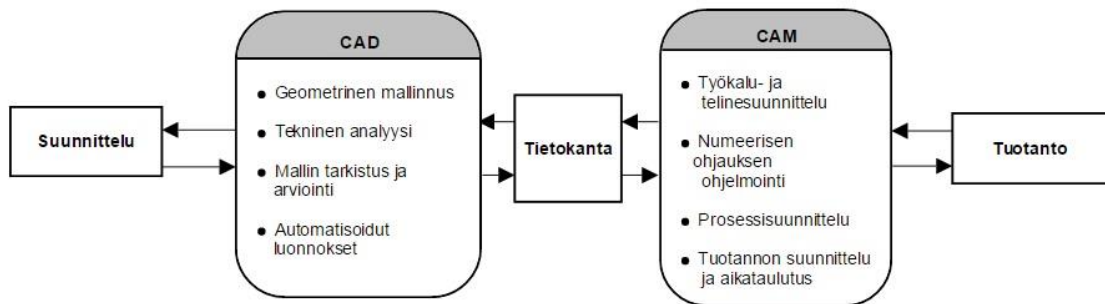 Suunnittelu
CAD
● Geometrinen mallinnus
● Tekninen analyysi
● Mallin tarkistus ja
arviointi
● Automatisoidut
luonnokset
Tietokanta
CAM
● Työkalu- ja
telinesuunnittelu
● Numeerisen
ohjauksen
ohjelmointi
● Prosessisuunnittelu
● Tuotannon suunnittelu
ja aikataulutus
Tuotanto